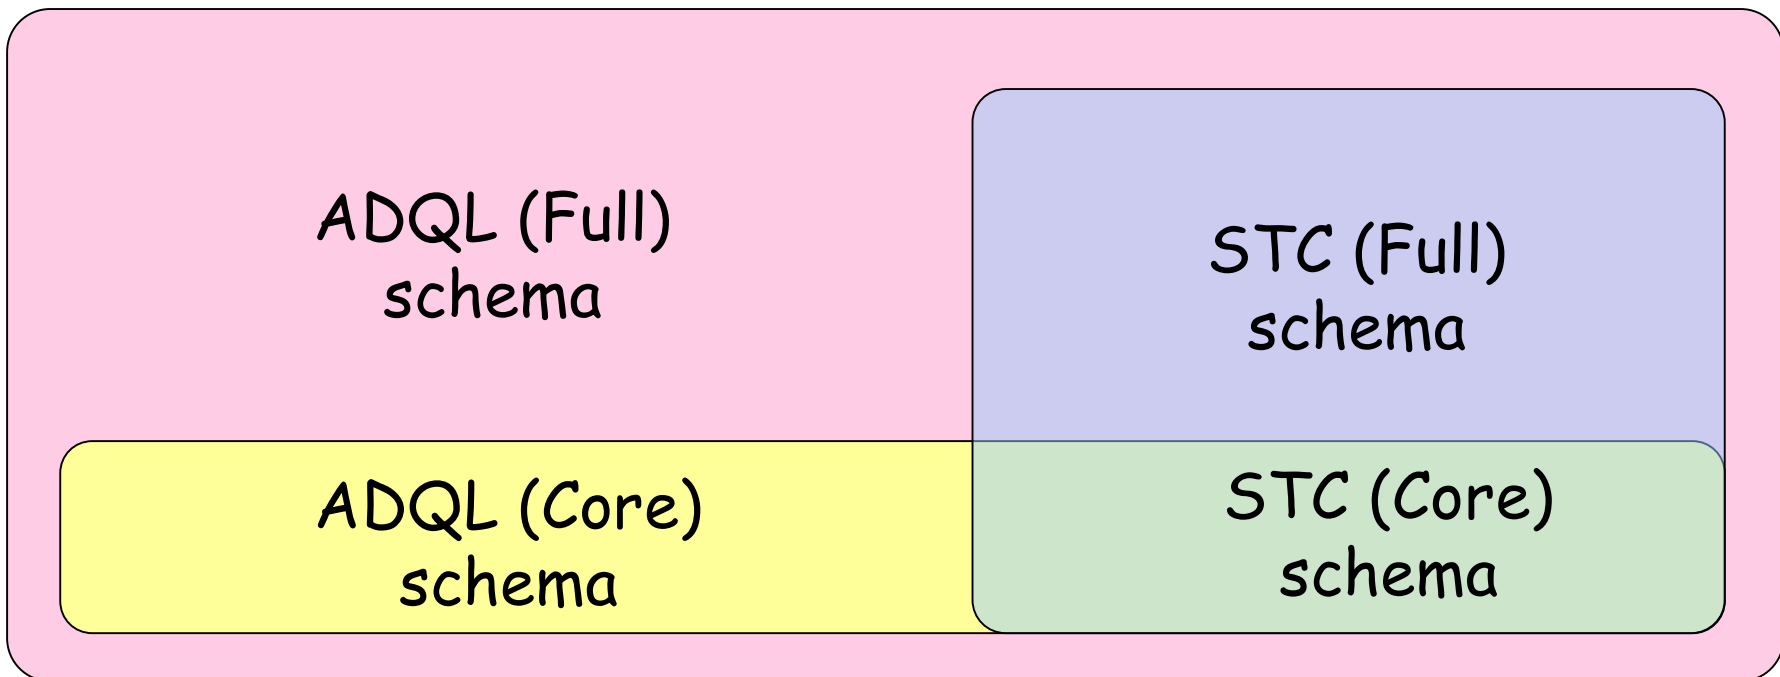 ADQL (Full)
schema
STC (Full)
schema
ADQL (Core)
schema
STC (Core)
schema